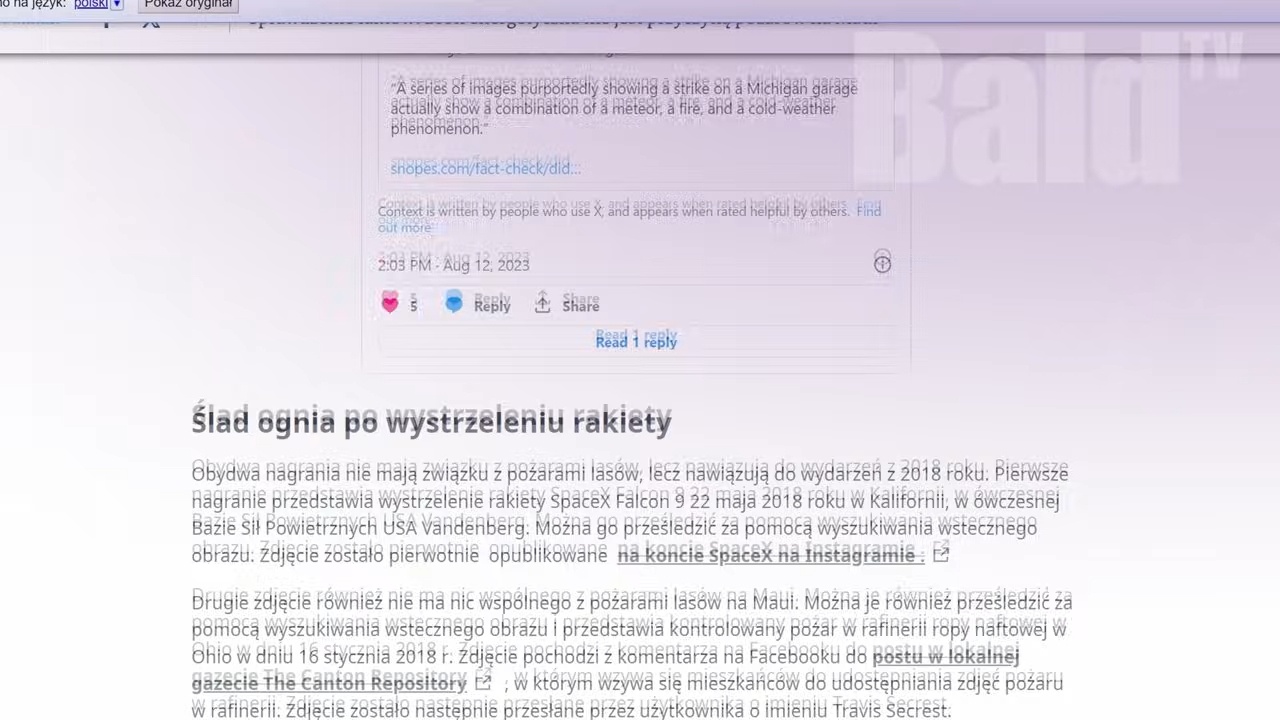 na język: polski
Pokaż oryginał
Bald TV
“A series of images purportedly showing a strike on a Michigan garage
actually show a combination of a meteor, a fire, and a cold-weather
phenomenon.”
snopes.com/fact-check/did…
Context is written by people who use X, and appears when rated helpful by others. Find
out more
2:03 PM · Aug 12, 2023
5 Reply Share
Read 1 reply
Ślad ognia po wystrzeleniu rakiety
Obydwa nagrania nie mają związku z pożarami lasów, lecz nawiązują do wydarzeń z 2018 roku. Pierwsze
nagranie przedstawia wystrzelenie rakiety SpaceX Falcon 9 22 maja 2018 roku w Kalifornii, w ówczesnej
Bazie Sił Powietrznych USA Vandenberg. Można go prześledzić za pomocą wyszukiwania wstecznego
obrazu. Zdjęcie zostało pierwotnie opublikowane na koncie SpaceX na Instagramie .
Drugie zdjęcie również nie ma nic wspólnego z pożarami lasów na Maui. Można je również prześledzić za
pomocą wyszukiwania wstecznego obrazu i przedstawia kontrolowany pożar w rafinerii ropy naftowej w
Ohio w dniu 16 stycznia 2018 r. Zdjęcie pochodzi z komentarza na Facebooku do postu w lokalnej
gazecie The Canton Repository , w którym wzywa się mieszkańców do udostępniania zdjęć pożaru
w rafinerii. Zdjęcie zostało następnie przesłane przez użytkownika o imieniu Travis Secrest.